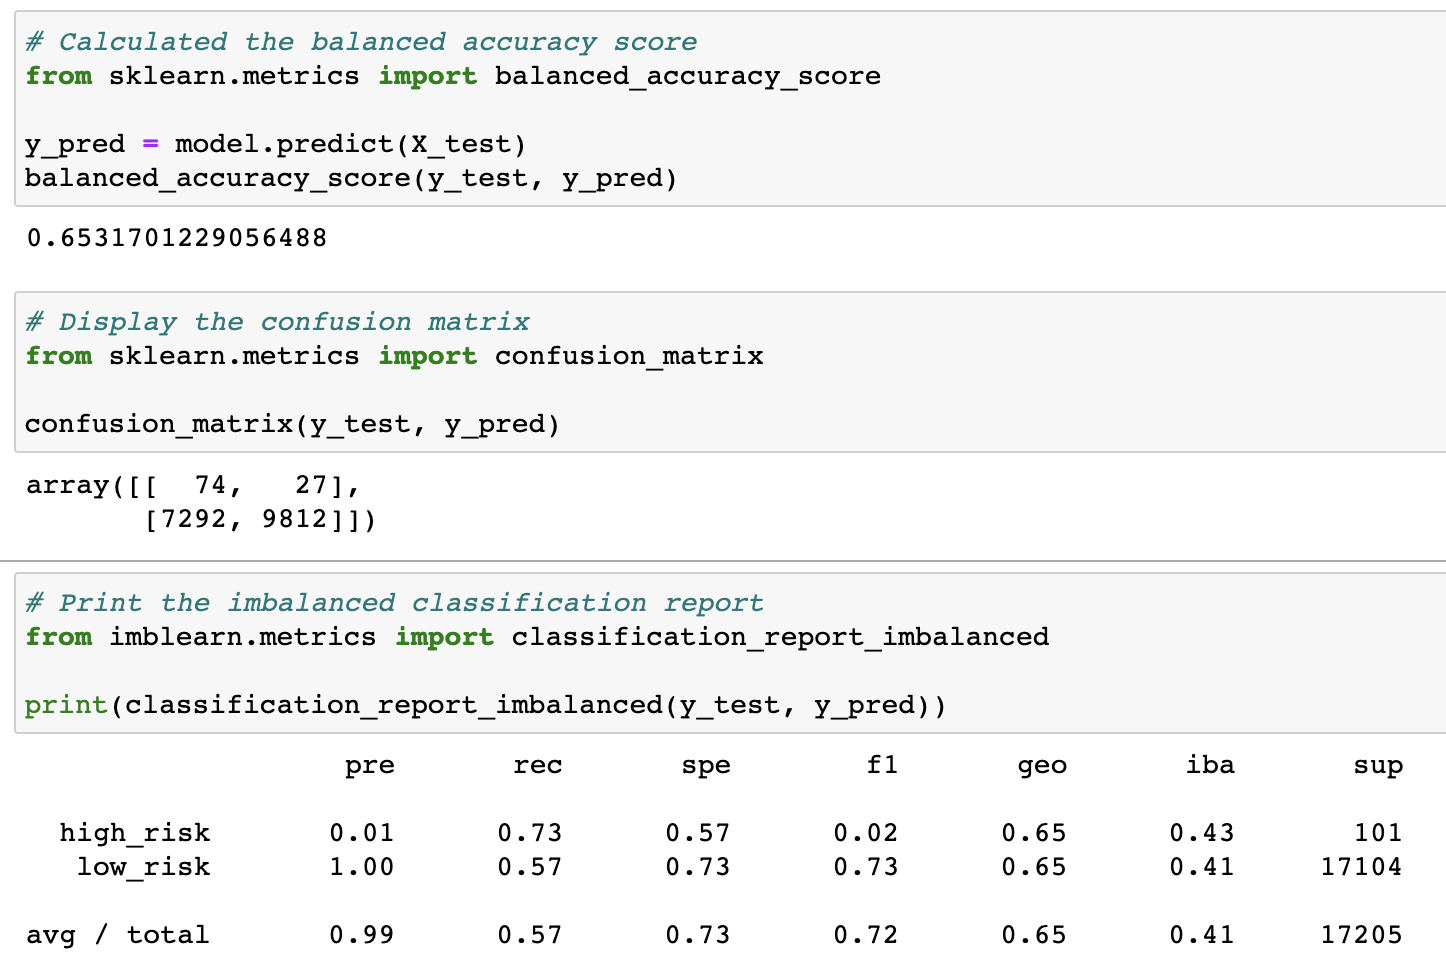 # Calculated the balanced accuracy score
from sklearn.metrics import balanced_accuracy_score
y_pred = model.predict(X_test)
balanced_accuracy_score(y_test, y_pred)
0.6531701229056488
# Display the confusion matrix
from sklearn.metrics import confusion_matrix
confusion_matrix(y_test, y_pred)
array([[  74,   27],
       [7292, 9812]])
# Print the imbalanced classification report
from imblearn.metrics import classification_report_imbalanced
print(classification_report_imbalanced(y_test, y_pred))
pre rec spe f1 geo iba sup
high_risk 0.01 0.73 0.57 0.02 0.65 0.43 101
low_risk 1.00 0.57 0.73 0.73 0.65 0.41 17104
avg / total 0.99 0.57 0.73 0.72 0.65 0.41 17205